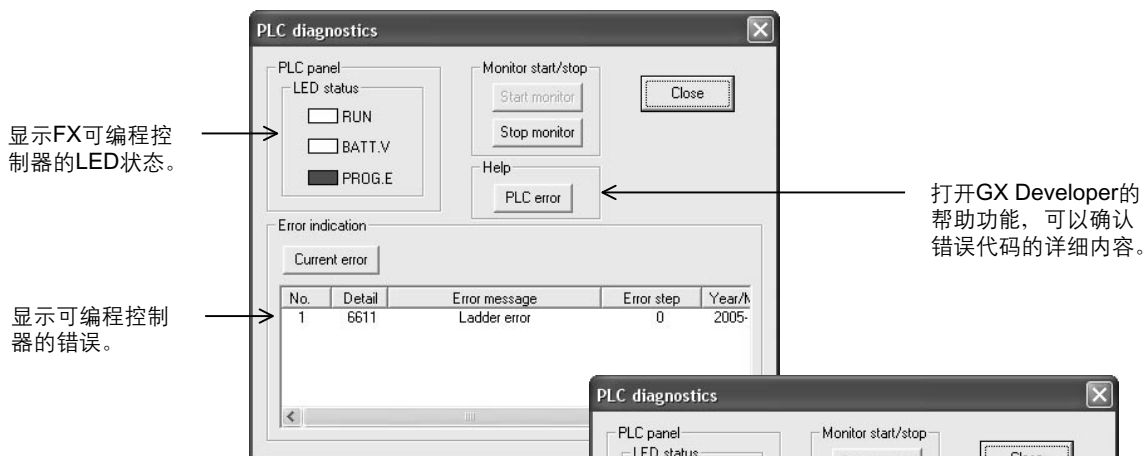 PLC diagnostics
PLC panel
LED status
RUN
BATT.V
PROG.E
Monitor start/stop
Start monitor
Stop monitor
Close
Help
PLC error
显示FX可编程控
制器的LED状态。
打开GX Developer的
帮助功能，可以确认
错误代码的详细内容。
Error indication
Current error
No. Detail Error message Error step Year/M
1 6611 Ladder error 0 2005-
显示可编程控制
器的错误。
PLC diagnostics
PLC panel
LED status
Monitor start/stop
Close